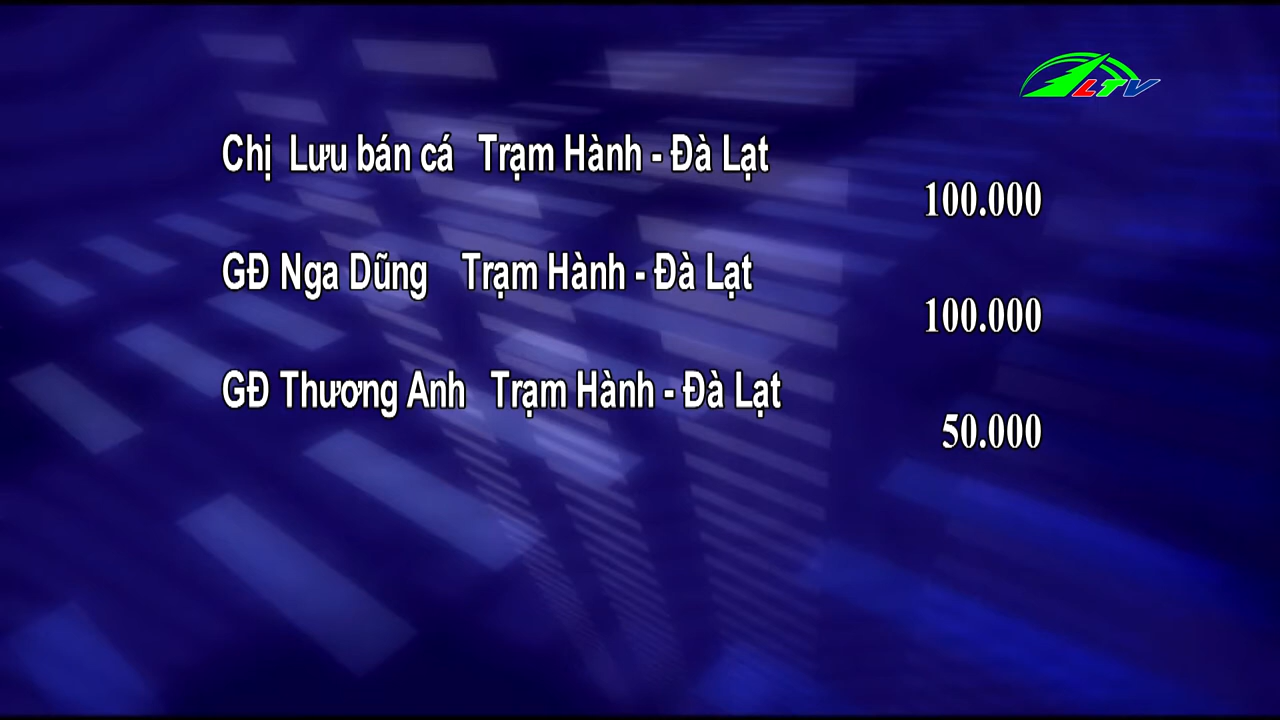 LTV
Chị Lưu bán cá Trạm Hành - Đà Lạt
100.000
GĐ Nga Dũng Trạm Hành - Đà Lạt
100.000
GĐ Thương Anh Trạm Hành - Đà Lạt
50.000